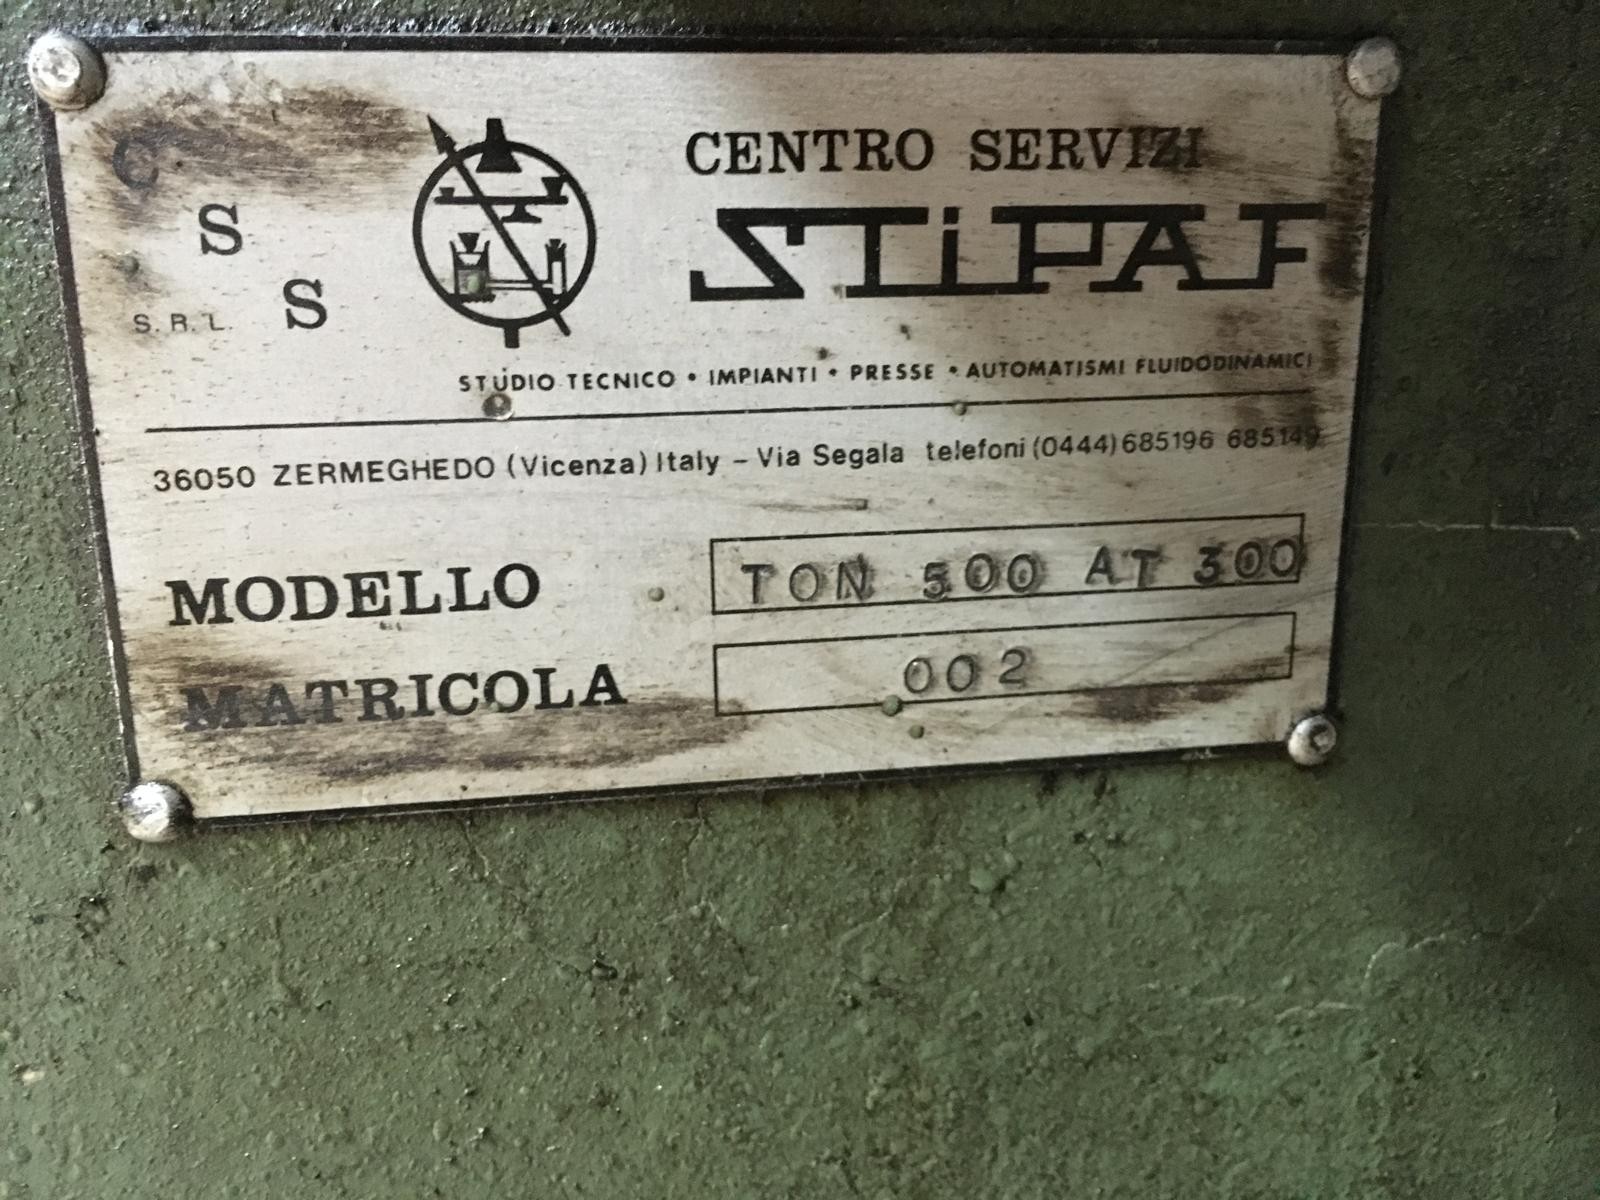 C
S
S
S. R. L.
CENTRO SERVIZI
STiPAF
STUDIO TECNICO • IMPIANTI • PRESSE • AUTOMATISMI FLUIDODINAMICI
36050 ZERMEGHEDO (Vicenza) Italy – Via Segala telefoni (0444) 685196 685149
MODELLO TON 500 AT 300
MATRICOLA 002